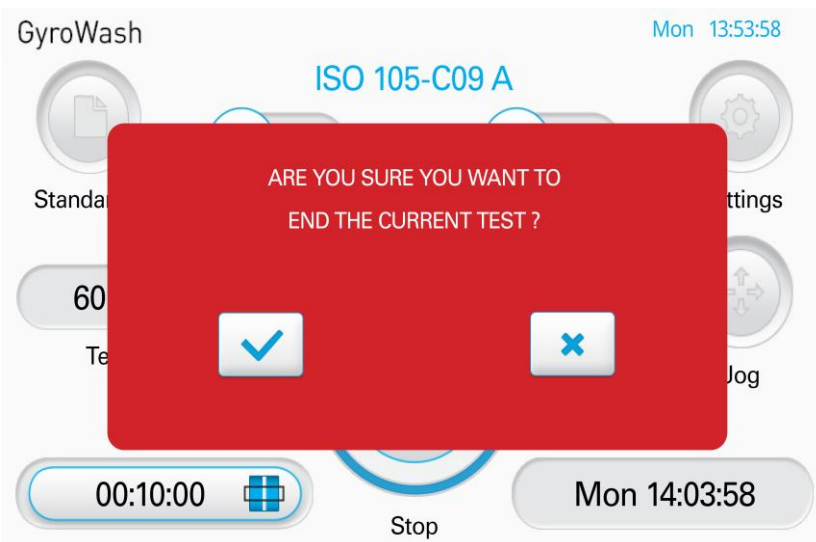 GyroWash
Mon 13:53:58
ISO 105-C09 A
ARE YOU SURE YOU WANT TO
END THE CURRENT TEST ?
Standa
ttings
60
Te
Jog
00:10:00
Mon 14:03:58
Stop